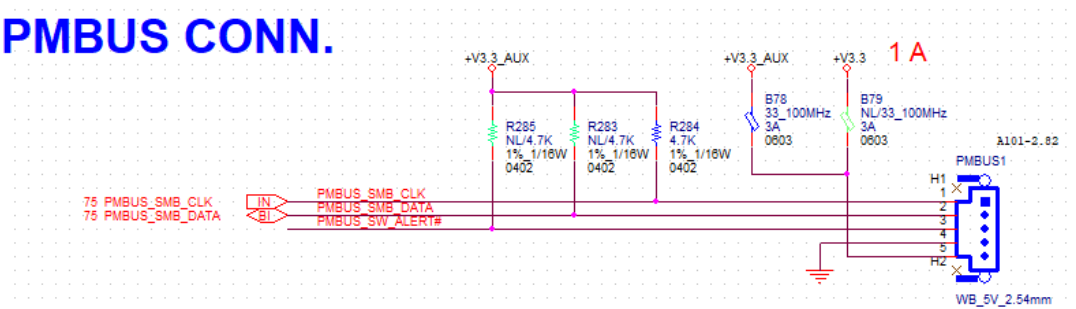 PMBUS CONN.
1 A
+V3.3_AUX
+V3.3_AUX
+V3.3
R285
NL/4.7K
1%_1/16W
0402
R283
NL/4.7K
1%_1/16W
0402
R284
4.7K
1%_1/16W
0402
B78
33_100MHz
3A
0603
B79
NL/33_100MHz
3A
0603
A101-2.82
PMBUS1
75 PMBUS_SMB_CLK
IN
PMBUS_SMB_CLK
75 PMBUS_SMB_DATA
BI
PMBUS_SMB_DATA
PMBUS_SW_ALERT#
H1
1
2
3
4
5
H2
WB_5V_2.54mm